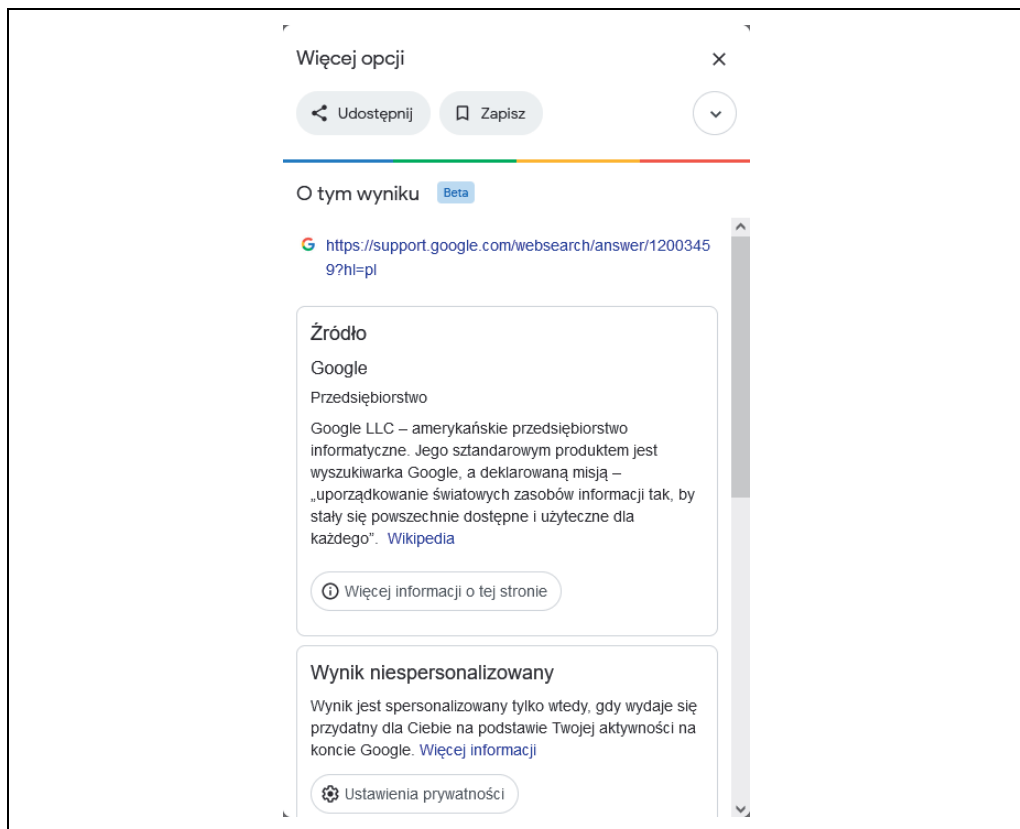 Więcej opcji
Udostępnij
Zapisz
O tym wyniku Beta
https://support.google.com/websearch/answer/1200345
9?hl=pl
Źródło
Google
Przedsiębiorstwo
Google LLC – amerykańskie przedsiębiorstwo
informatyczne. Jego sztandarowym produktem jest
wyszukiwarka Google, a deklarowaną misją –
„uporządkowanie światowych zasobów informacji tak, by
stały się powszechnie dostępne i użyteczne dla
każdego”. Wikipedia
Więcej informacji o tej stronie
Wynik niespersonalizowany
Wynik jest spersonalizowany tylko wtedy, gdy wydaje się
przydatny dla Ciebie na podstawie Twojej aktywności na
koncie Google. Więcej informacji
Ustawienia prywatności